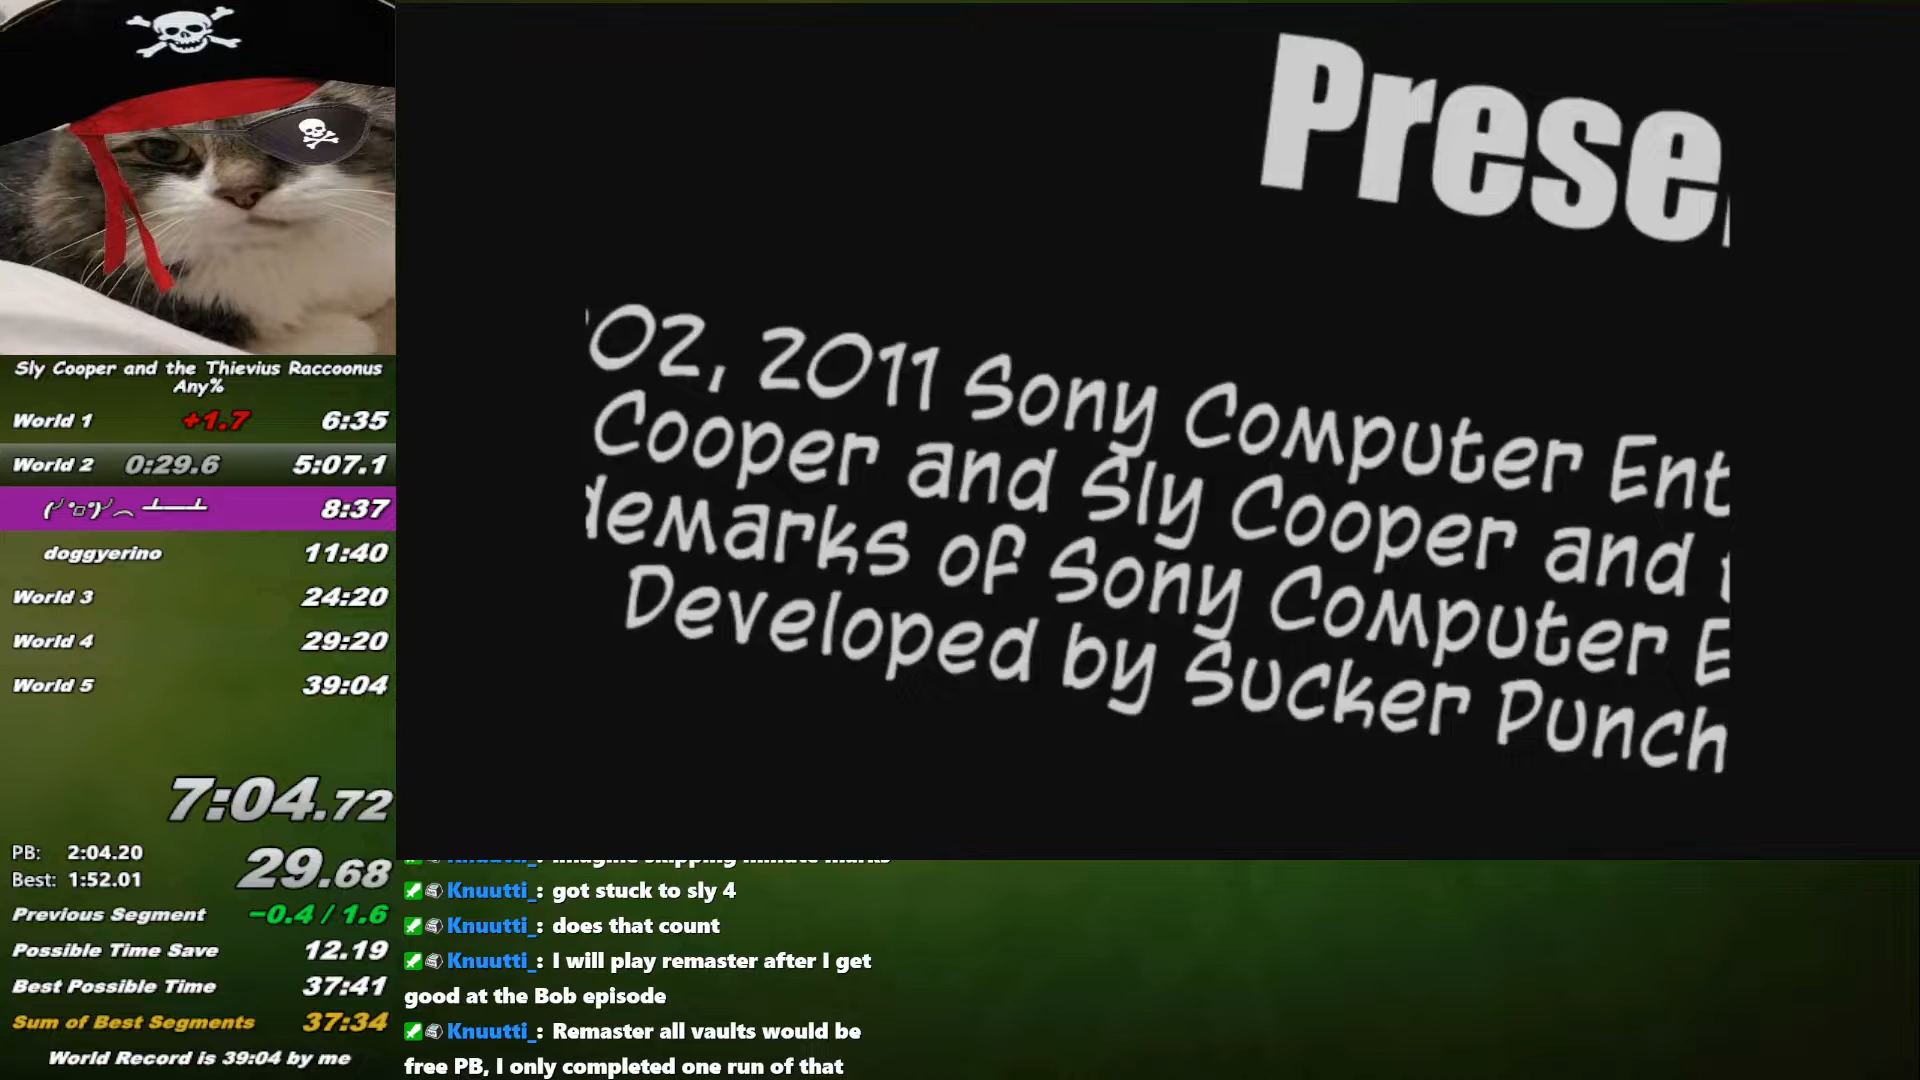 Sly Cooper and the Thievius Raccoonus
Any%
World 1 +1.7 6:35
World 2 0:29.6 5:07.1
(╯°□°)╯︵ ┻━┻ 8:37
doggyerino 11:40
World 3 24:20
World 4 29:20
World 5 39:04
7:04.72
PB: 2:04.20
Best: 1:52.01
29.68
Previous Segment -0.4 / 1.6
Possible Time Save 12.19
Best Possible Time 37:41
Sum of Best Segments 37:34
World Record is 39:04 by me
Prese
02, 2011 Sony Computer Ent
Cooper and Sly Cooper and
demarks of Sony Computer E
Developed by Sucker Punch
Knuutti_: imagine skipping minute marks
Knuutti_: got stuck to sly 4
Knuutti_: does that count
Knuutti_: I will play remaster after I get
good at the Bob episode
Knuutti_: Remaster all vaults would be
free PB, I only completed one run of that